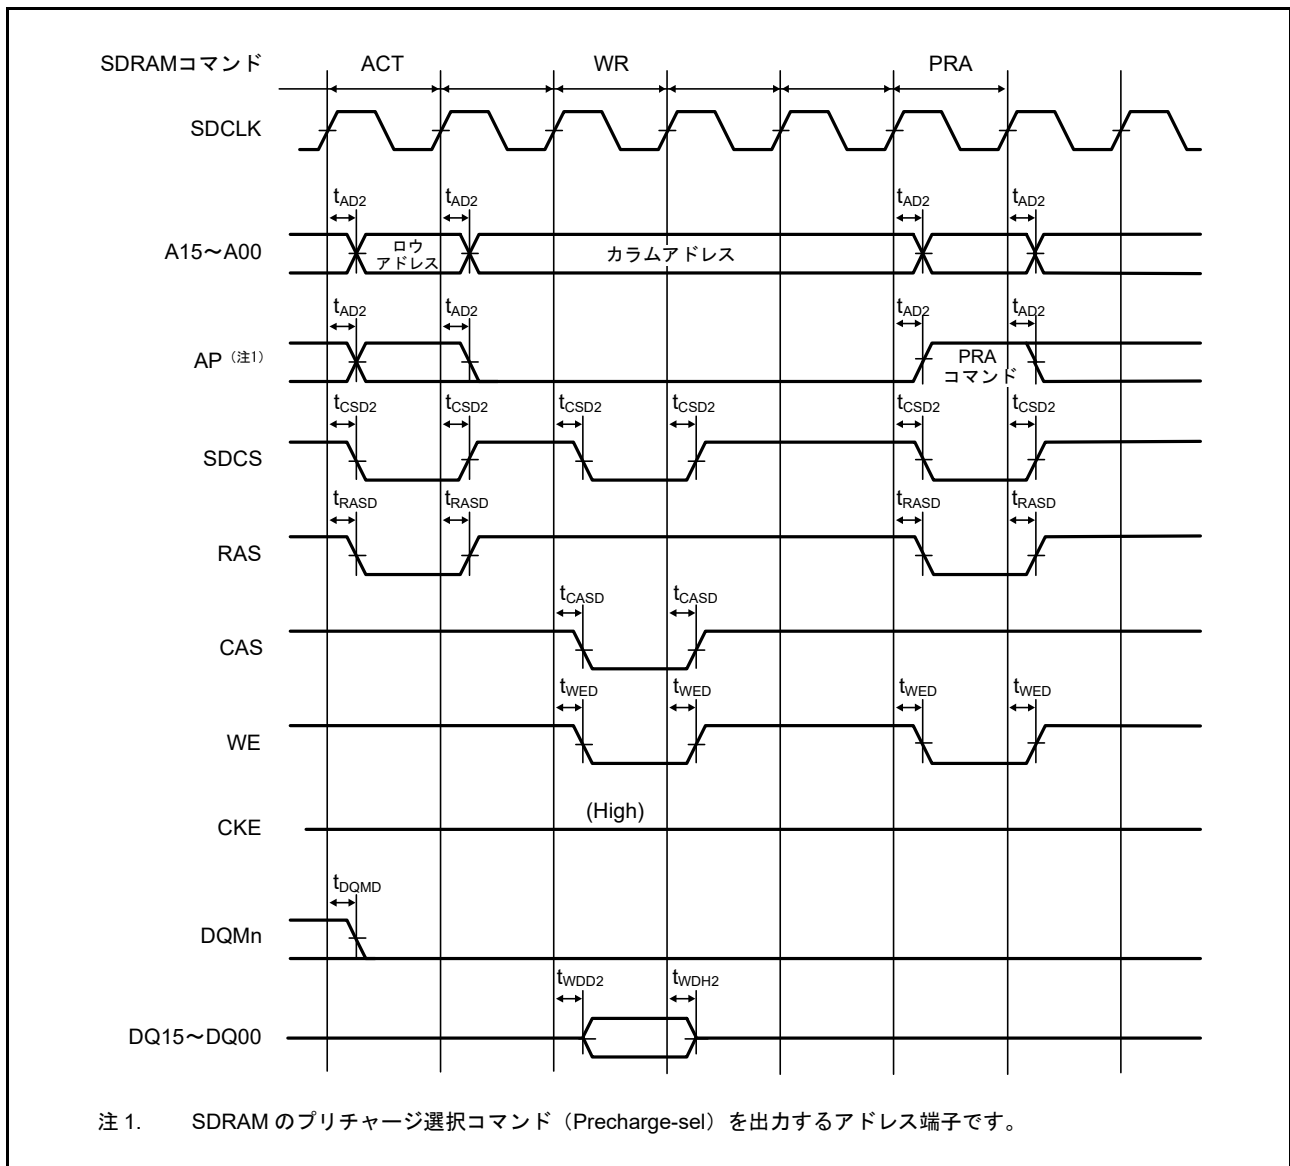 SDRAMコマンド ACT WR PRA
SDCLK
tAD2 tAD2 tAD2 tAD2
A15～A00 ロウアドレス カラムアドレス
tAD2 tAD2 tAD2 tAD2
AP（注1） PRAコマンド
tCSD2 tCSD2 tCSD2 tCSD2 tCSD2 tCSD2
SDCS
tRASD tRASD tRASD tRASD
RAS
tCASD tCASD
CAS
tWED tWED tWED tWED
WE
(High)
CKE
tDQMD
DQMn
tWDD2 tWDH2
DQ15～DQ00
注 1. SDRAM のプリチャージ選択コマンド（Precharge-sel）を出力するアドレス端子です。